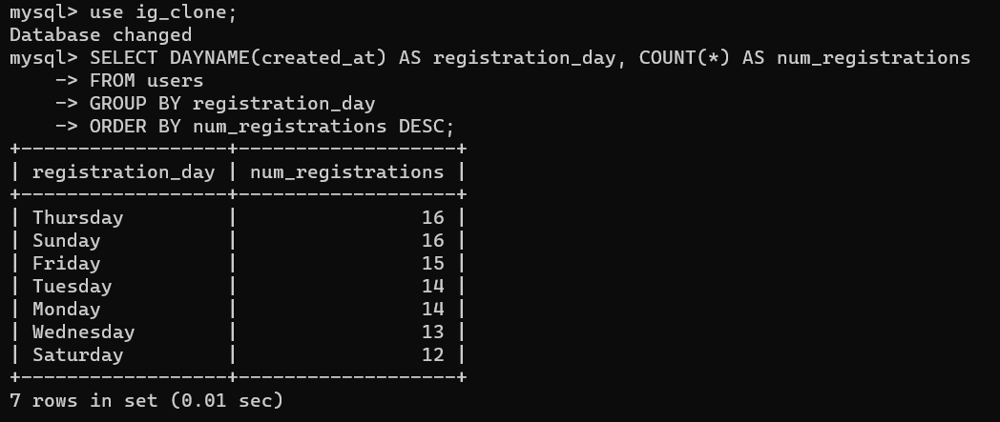 mysql> use ig_clone;
Database changed
mysql> SELECT DAYNAME(created_at) AS registration_day, COUNT(*) AS num_registrations
    -> FROM users
    -> GROUP BY registration_day
    -> ORDER BY num_registrations DESC;
+------------------+-------------------+
| registration_day | num_registrations |
+------------------+-------------------+
| Thursday         |                16 |
| Sunday           |                16 |
| Friday           |                15 |
| Tuesday          |                14 |
| Monday           |                14 |
| Wednesday        |                13 |
| Saturday         |                12 |
+------------------+-------------------+
7 rows in set (0.01 sec)